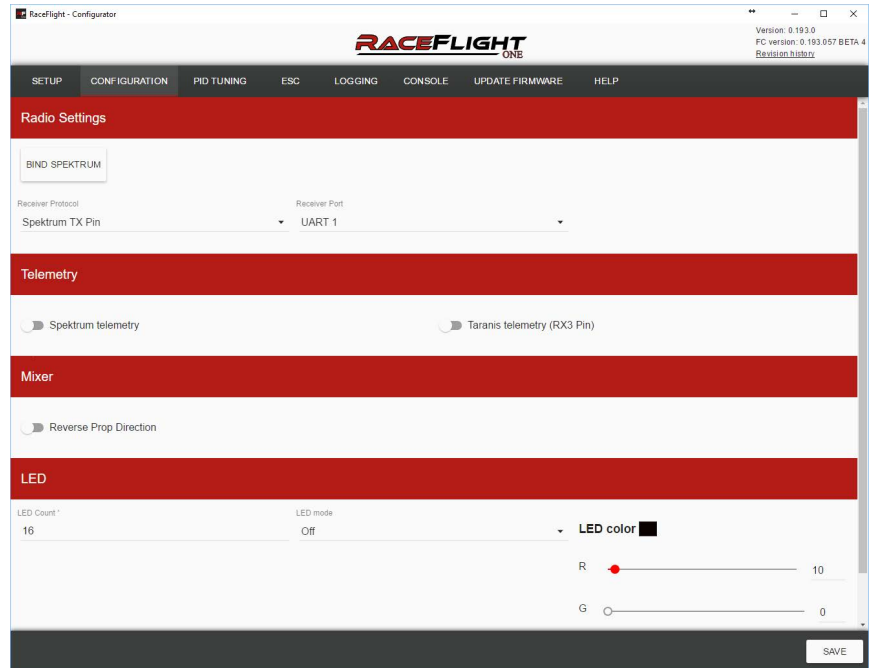 RaceFlight - Configurator
Version: 0.193.0
FC version: 0.193.057 BETA 4
Revision history
RACEFLIGHT
ONE
SETUP CONFIGURATION PID TUNING ESC LOGGING CONSOLE UPDATE FIRMWARE HELP
Radio Settings
BIND SPEKTRUM
Receiver Protocol Receiver Port
Spektrum TX Pin UART 1
Telemetry
Spektrum telemetry Taranis telemetry (RX3 Pin)
Mixer
Reverse Prop Direction
LED
LED Count * LED mode
16 Off LED color
R 10
G 0
SAVE